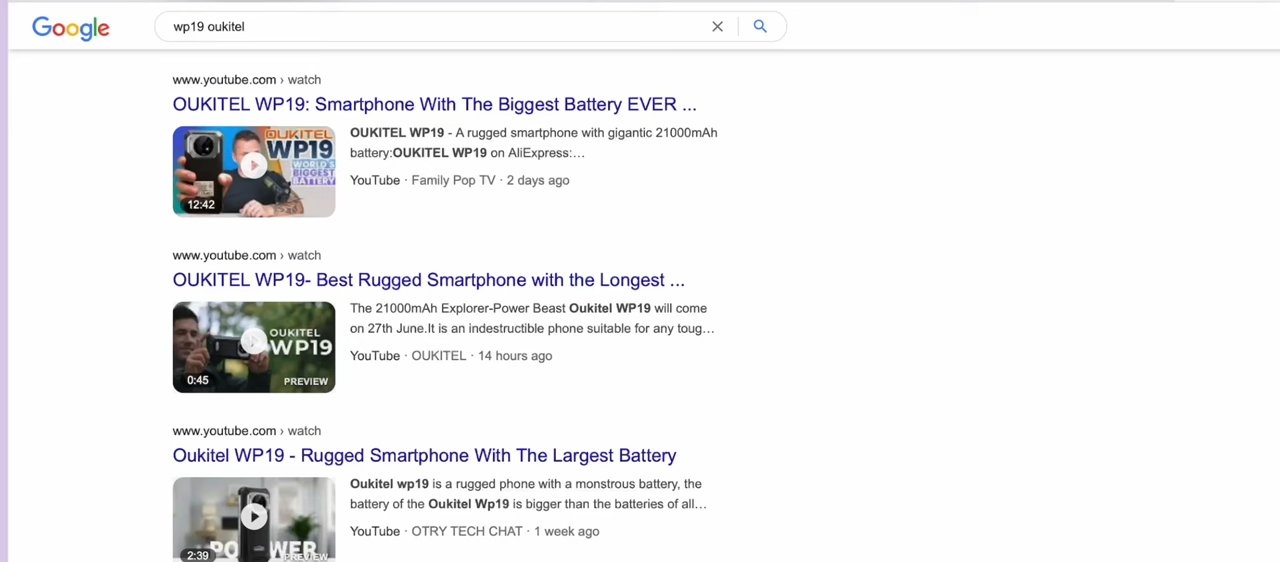 Google
wp19 oukitel
www.youtube.com › watch
OUKITEL WP19: Smartphone With The Biggest Battery EVER ...
OUKITEL
WP19
WORLD'S
BIGGEST
BATTERY
12:42
OUKITEL WP19 - A rugged smartphone with gigantic 21000mAh
battery:OUKITEL WP19 on AliExpress:...
YouTube · Family Pop TV · 2 days ago
www.youtube.com › watch
OUKITEL WP19- Best Rugged Smartphone with the Longest ...
OUKITEL
WP19
0:45
PREVIEW
The 21000mAh Explorer-Power Beast Oukitel WP19 will come
on 27th June.It is an indestructible phone suitable for any toug...
YouTube · OUKITEL · 14 hours ago
www.youtube.com › watch
Oukitel WP19 - Rugged Smartphone With The Largest Battery
POWER
2:39
PREVIEW
Oukitel wp19 is a rugged phone with a monstrous battery, the
battery of the Oukitel Wp19 is bigger than the batteries of all...
YouTube · OTRY TECH CHAT · 1 week ago